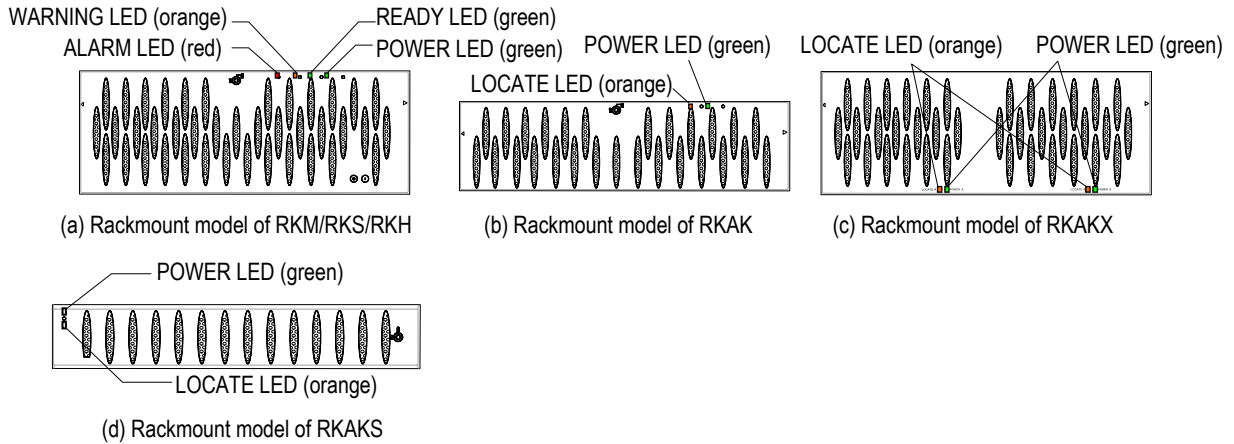 WARNING LED (orange)
READY LED (green)
ALARM LED (red)
POWER LED (green)
POWER LED (green)
LOCATE LED (orange)
LOCATE LED (orange)
POWER LED (green)
(a) Rackmount model of RKM/RKS/RKH
(b) Rackmount model of RKAK
(c) Rackmount model of RKAKX
POWER LED (green)
LOCATE LED (orange)
(d) Rackmount model of RKAKS